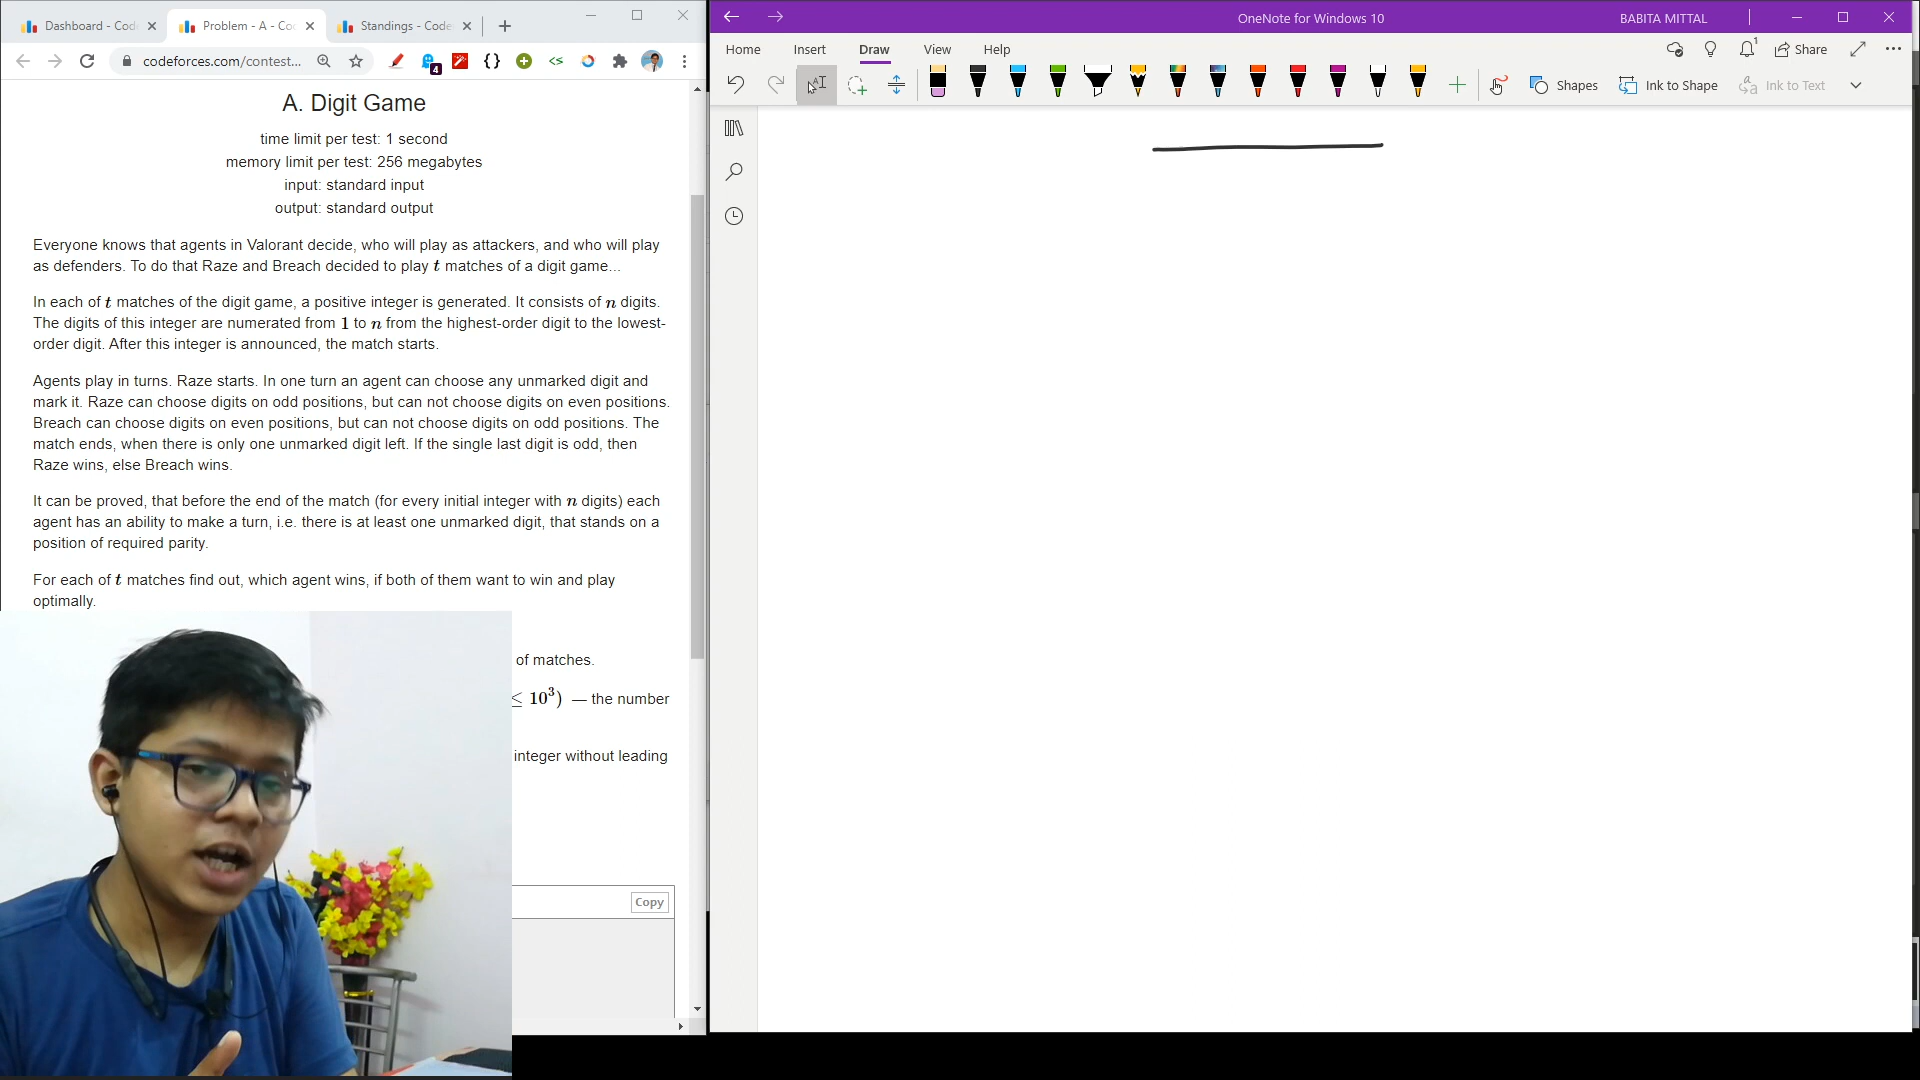 Dashboard - Cod
Problem - A - Co
Standings - Code
codeforces.com/contest...
4
A. Digit Game
time limit per test: 1 second
memory limit per test: 256 megabytes
input: standard input
output: standard output
Everyone knows that agents in Valorant decide, who will play as attackers, and who will play
as defenders. To do that Raze and Breach decided to play t matches of a digit game...
In each of t matches of the digit game, a positive integer is generated. It consists of n digits.
The digits of this integer are numerated from 1 to n from the highest-order digit to the lowest-
order digit. After this integer is announced, the match starts.
Agents play in turns. Raze starts. In one turn an agent can choose any unmarked digit and
mark it. Raze can choose digits on odd positions, but can not choose digits on even positions.
Breach can choose digits on even positions, but can not choose digits on odd positions. The
match ends, when there is only one unmarked digit left. If the single last digit is odd, then
Raze wins, else Breach wins.
It can be proved, that before the end of the match (for every initial integer with n digits) each
agent has an ability to make a turn, i.e. there is at least one unmarked digit, that stands on a
position of required parity.
For each of t matches find out, which agent wins, if both of them want to win and play
optimally.
of matches.
≤ 10³) — the number
integer without leading
Copy
OneNote for Windows 10
BABITA MITTAL
Home Insert Draw View Help
1
Share
Shapes
Ink to Shape
Ink to Text